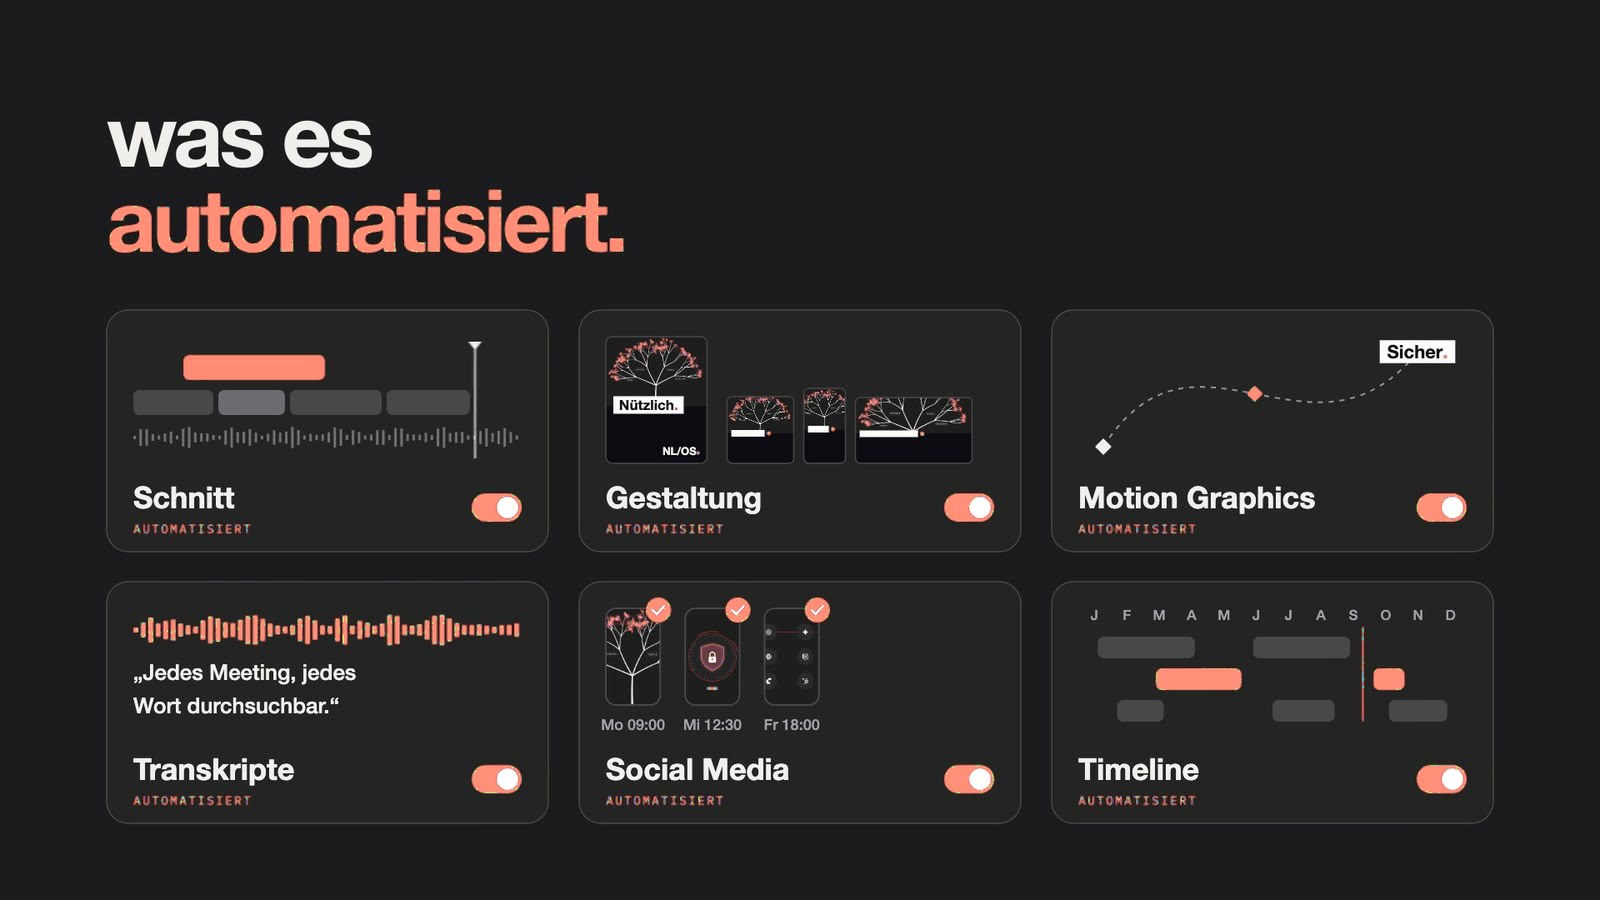 was es
automatisiert.
Nützlich.
NL/OS
Sicher.
Schnitt
AUTOMATISIERT
Gestaltung
AUTOMATISIERT
Motion Graphics
AUTOMATISIERT
„Jedes Meeting, jedes
Wort durchsuchbar.“
Transkripte
AUTOMATISIERT
Mo 09:00 Mi 12:30 Fr 18:00
Social Media
AUTOMATISIERT
J F M A M J J A S O N D
Timeline
AUTOMATISIERT